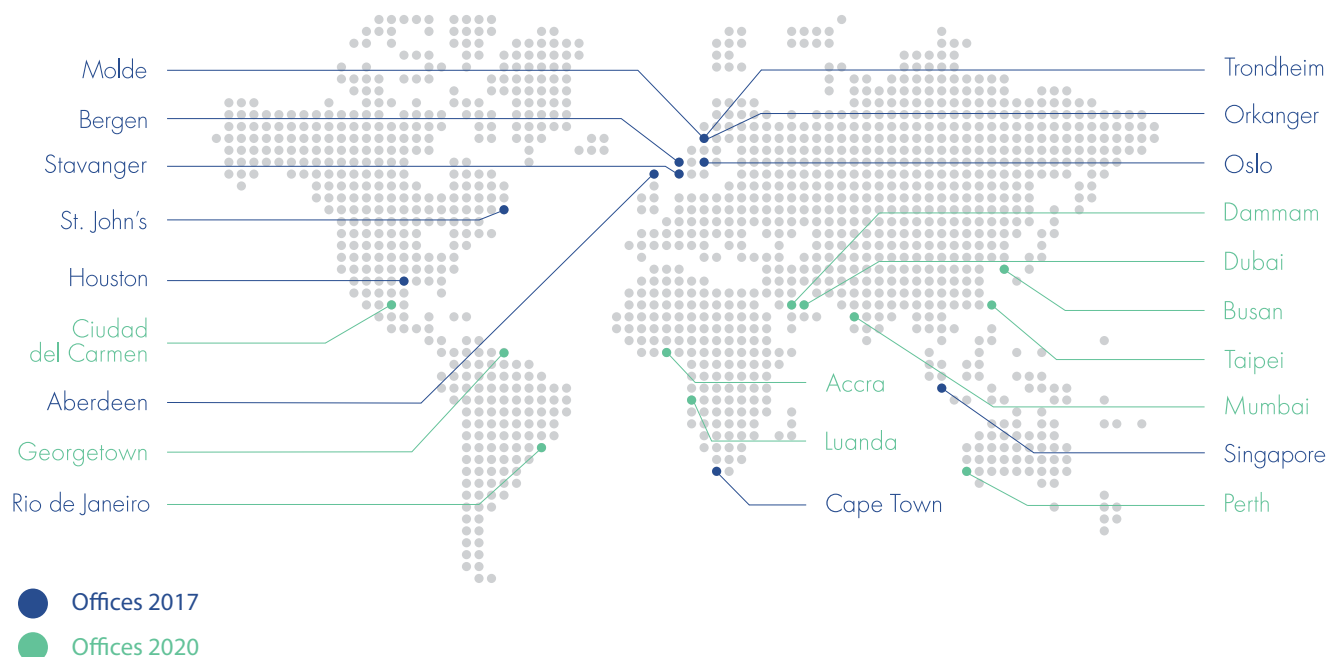 Molde
Bergen
Stavanger
St. John’s
Houston
Ciudad
del Carmen
Aberdeen
Georgetown
Rio de Janeiro
Accra
Luanda
Cape Town
Trondheim
Orkanger
Oslo
Dammam
Dubai
Busan
Taipei
Mumbai
Singapore
Perth
Offices 2017
Offices 2020